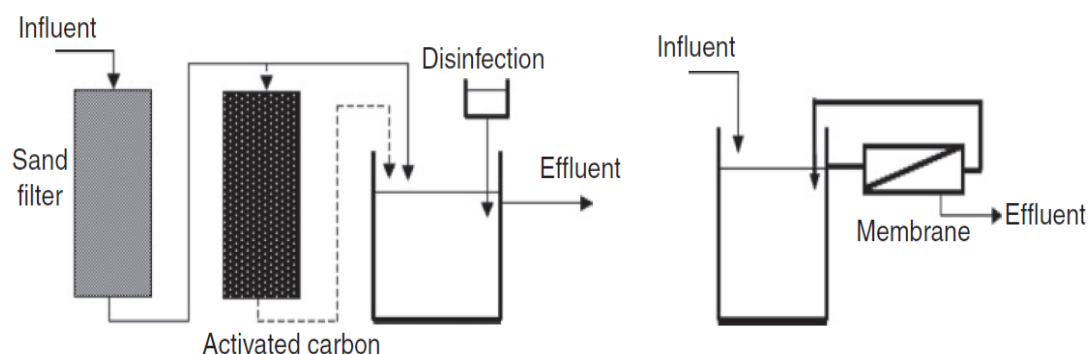 Influent
Sand
filter
Activated carbon
Disinfection
Effluent
Influent
Membrane
Effluent